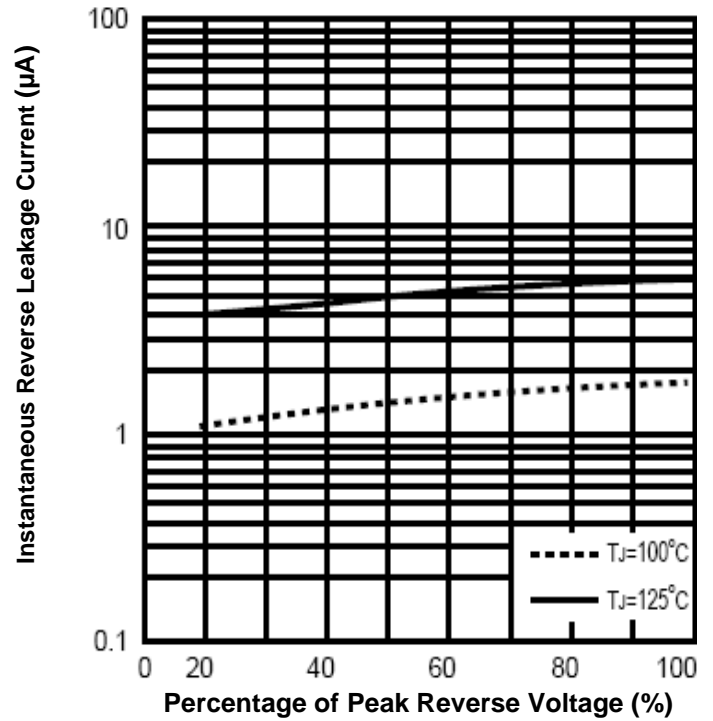 Instantaneous Reverse Leakage Current (μA)
100
10
1
0.1
TJ=100°C
TJ=125°C
0 20 40 60 80 100
Percentage of Peak Reverse Voltage (%)